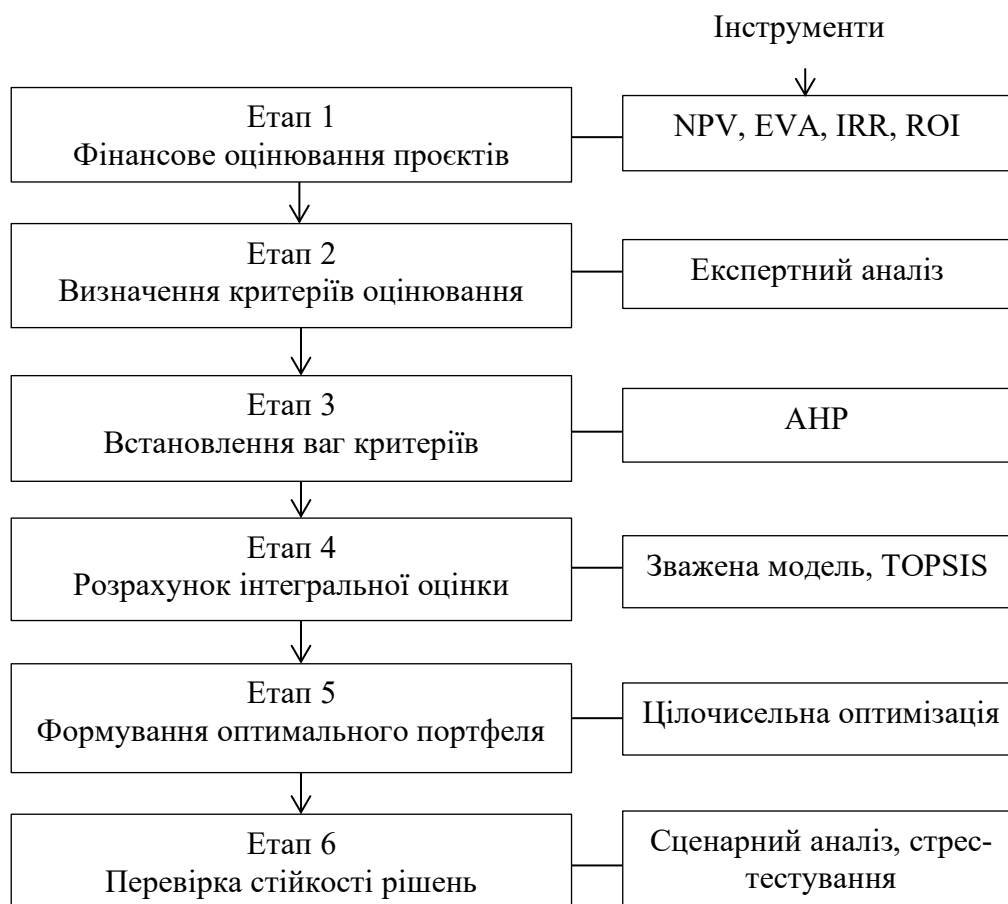 Інструменти
Етап 1
Фінансове оцінювання проєктів
NPV, EVA, IRR, ROI
Етап 2
Визначення критеріїв оцінювання
Експертний аналіз
Етап 3
Встановлення ваг критеріїв
AHP
Етап 4
Розрахунок інтегральної оцінки
Зважена модель, TOPSIS
Етап 5
Формування оптимального портфеля
Цілочисельна оптимізація
Етап 6
Перевірка стійкості рішень
Сценарний аналіз, стрес-
тестування